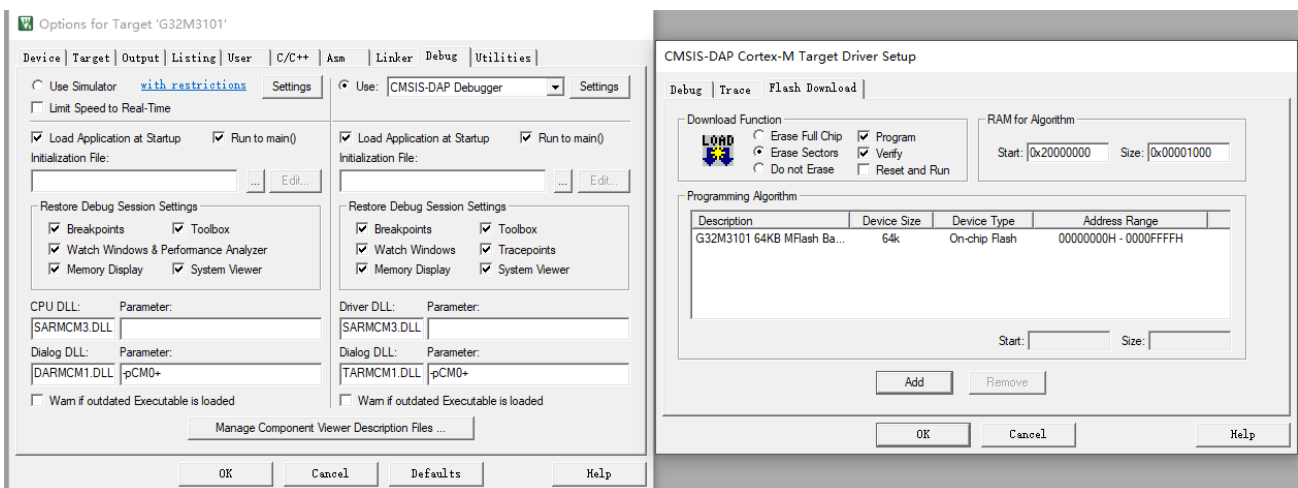 Options for Target 'G32M3101'
Device Target Output Listing User C/C++ Asm Linker Debug Utilities
Use Simulator with restrictions Settings
Limit Speed to Real-Time
Load Application at Startup Run to main()
Initialization File:
... Edit...
Restore Debug Session Settings
Breakpoints Toolbox
Watch Windows & Performance Analyzer
Memory Display System Viewer
CPU DLL: Parameter:
SARMCM3.DLL
Dialog DLL: Parameter:
DARMCM1.DLL -pCM0+
Warn if outdated Executable is loaded
Use: CMSIS-DAP Debugger Settings
Load Application at Startup Run to main()
Initialization File:
... Edit...
Restore Debug Session Settings
Breakpoints Toolbox
Watch Windows Tracepoints
Memory Display System Viewer
Driver DLL: Parameter:
SARMCM3.DLL
Dialog DLL: Parameter:
TARMCM1.DLL -pCM0+
Warn if outdated Executable is loaded
Manage Component Viewer Description Files ...
OK Cancel Defaults Help
CMSIS-DAP Cortex-M Target Driver Setup
Debug Trace Flash Download
Download Function
LOAD
Erase Full Chip Program
Erase Sectors Verify
Do not Erase Reset and Run
RAM for Algorithm
Start: 0x20000000 Size: 0x00001000
Programming Algorithm
Description Device Size Device Type Address Range
G32M3101 64KB MFlash Ba... 64k On-chip Flash 00000000H - 0000FFFFH
Start: Size:
Add Remove
OK Cancel Help